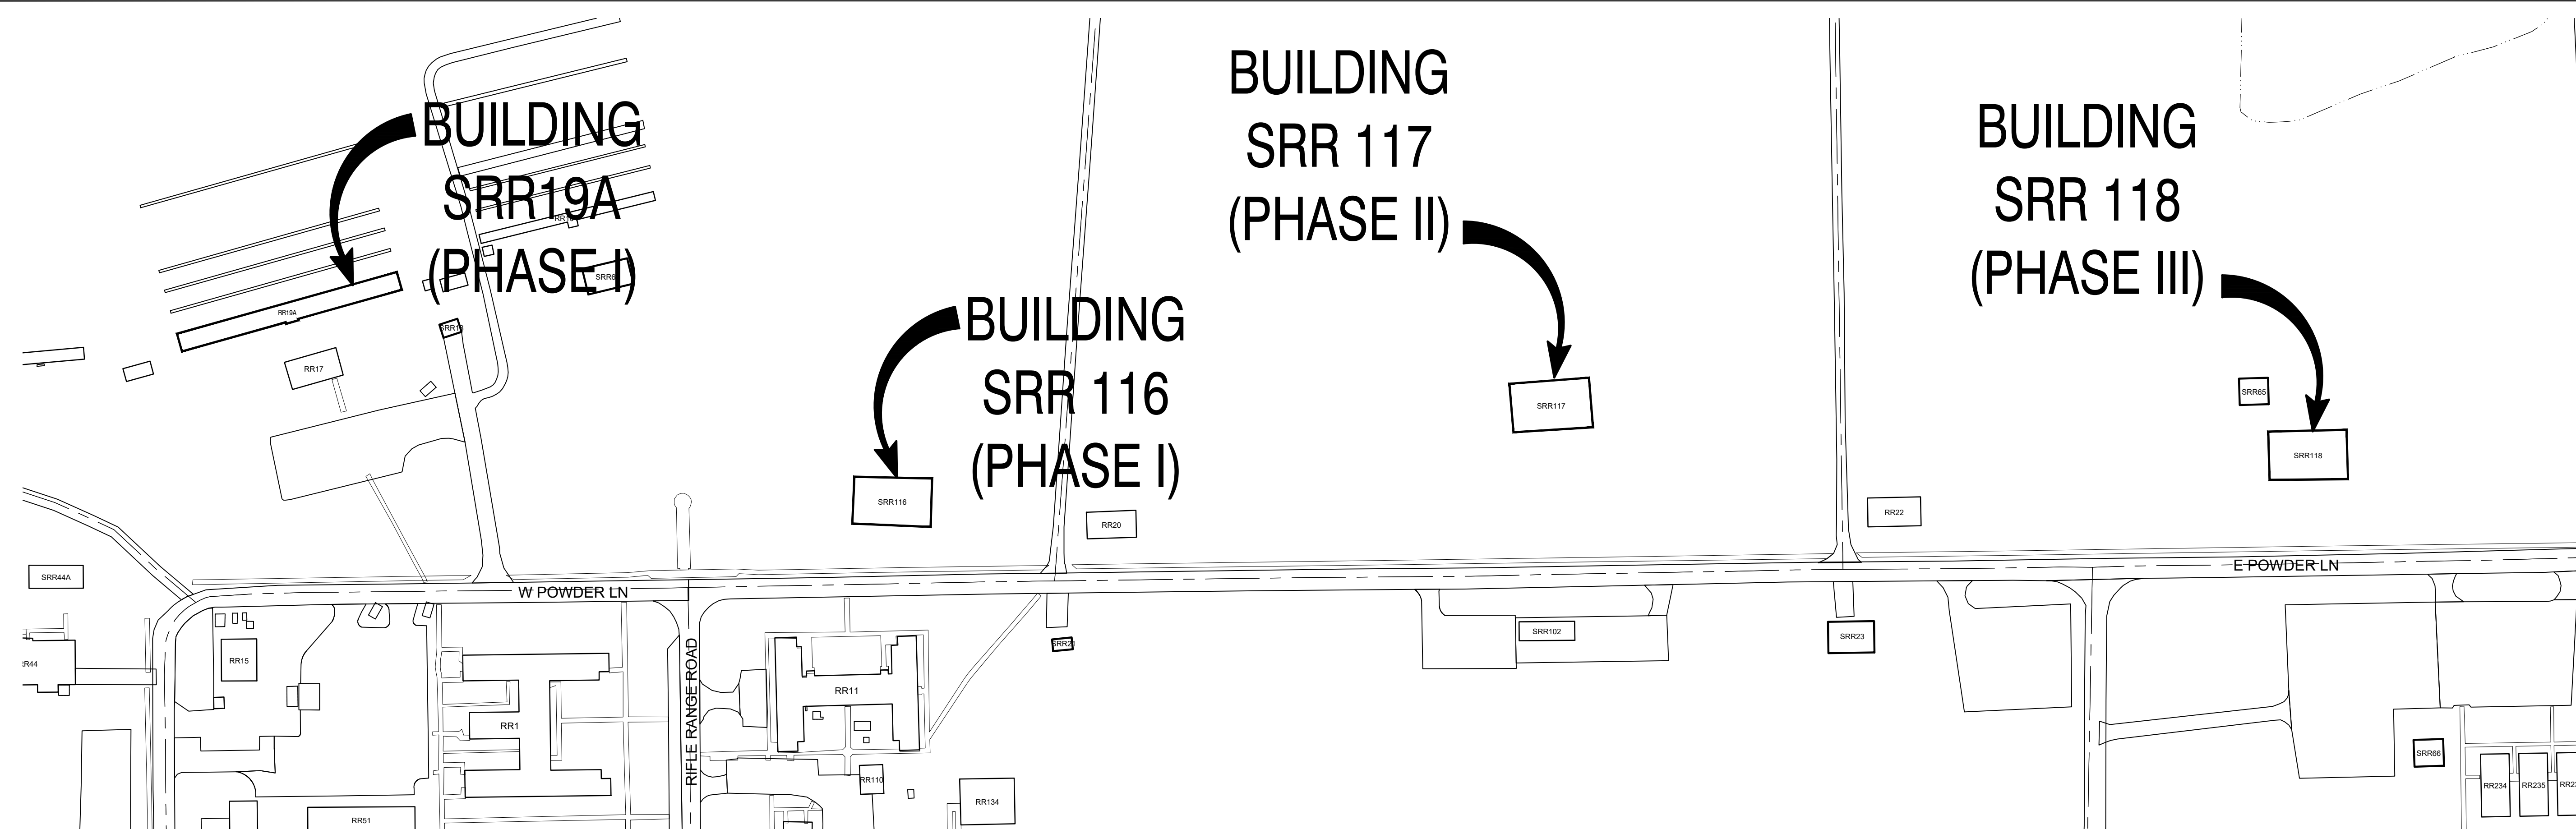 BUILDING
SRR19A
(PHASE I)
BUILDING
SRR 116
(PHASE I)
BUILDING
SRR 117
(PHASE II)
BUILDING
SRR 118
(PHASE III)
RR19A
SRR18
RR17
SRR116
RR20
SRR117
RR22
SRR65
SRR118
SRR44A
W POWDER LN
E POWDER LN
RR15
RR1
RIFLE RANGE ROAD
RR11
SRR102
SRR23
RR110
RR134
RR51
SRR66
RR234
RR235